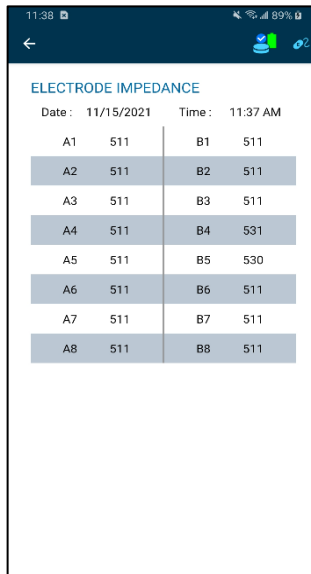 11:38 89%
2
ELECTRODE IMPEDANCE
Date : 11/15/2021 Time : 11:37 AM
A1 511 B1 511
A2 511 B2 511
A3 511 B3 511
A4 511 B4 531
A5 511 B5 530
A6 511 B6 511
A7 511 B7 511
A8 511 B8 511